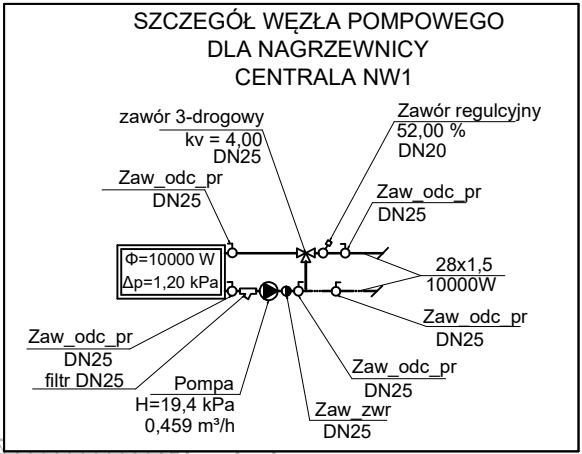 SZCZEGÓŁ WĘZŁA POMPOWEGO
DLA NAGRZEWNICY
CENTRALA NW1
zawór 3-drogowy
kv = 4,00
DN25
Zawór regulcyjny
52,00 %
DN20
Zaw_odc_pr
DN25
Zaw_odc_pr
DN25
Φ=10000 W
Δp=1,20 kPa
28x1,5
10000W
Zaw_odc_pr
DN25
Zaw_odc_pr
DN25
filtr DN25
Zaw_odc_pr
DN25
Pompa
H=19,4 kPa
0,459 m³/h
Zaw_zwr
DN25